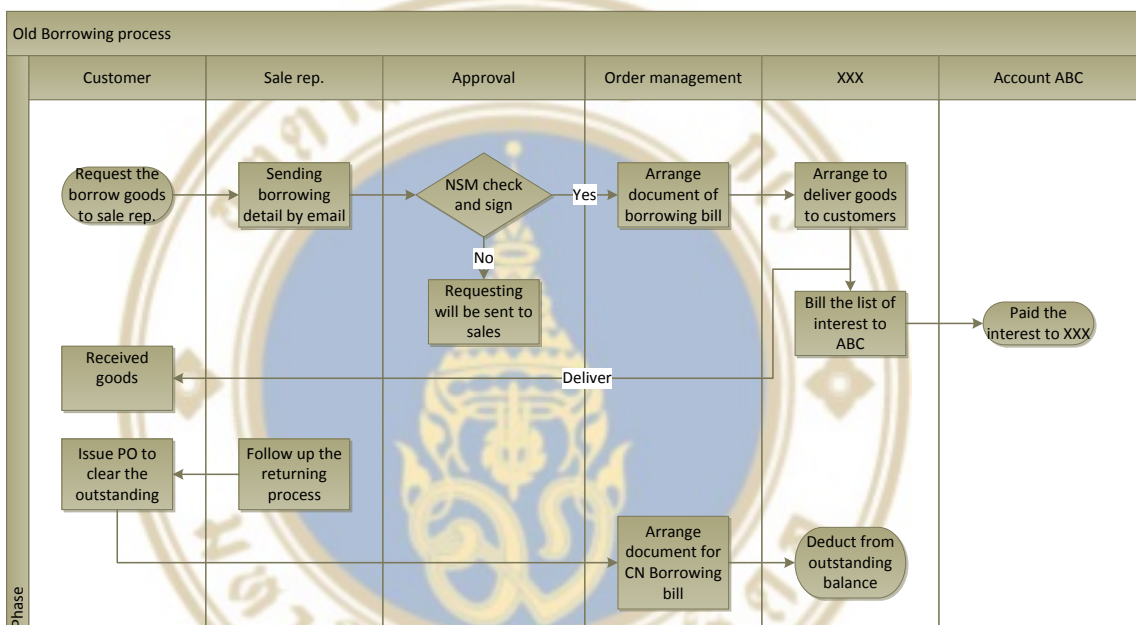 Old Borrowing process
Phase
Customer
Sale rep.
Approval
Order management
XXX
Account ABC
Request the
borrow goods
to sale rep.
Sending
borrowing
detail by email
NSM check
and sign
Yes
Arrange
document of
borrowing bill
Arrange to
deliver goods
to customers
No
Requesting
will be sent to
sales
Bill the list of
interest to
ABC
Paid the
interest to XXX
Received
goods
Deliver
Issue PO to
clear the
outstanding
Follow up the
returning
process
Arrange
document for
CN Borrowing
bill
Deduct from
outstanding
balance